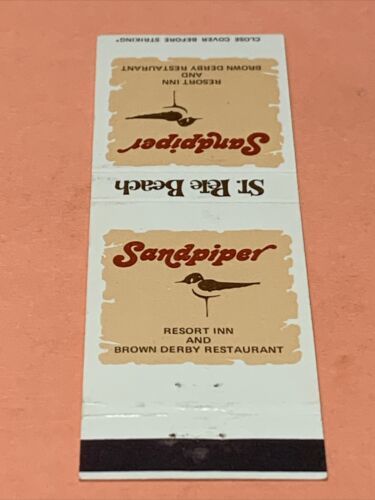 CLOSE COVER BEFORE STRIKING
Sandpiper
RESORT INN
AND
BROWN DERBY RESTAURANT
St. Pete Beach
Sandpiper
RESORT INN
AND
BROWN DERBY RESTAURANT